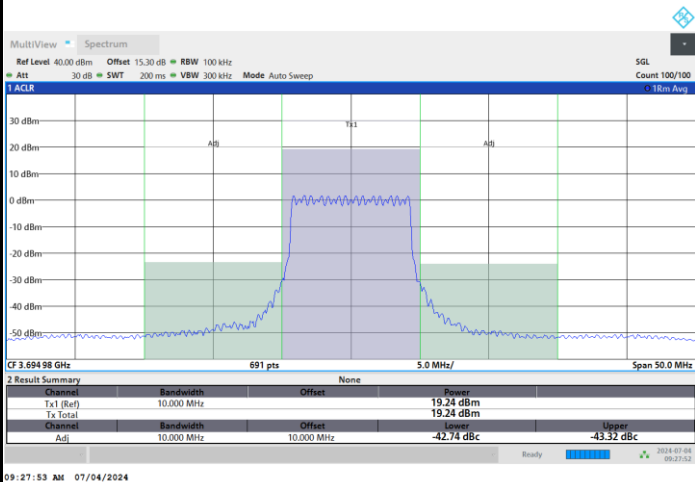 MultiView Spectrum
Ref Level 40.00 dBm Offset 15.30 dB RBW 100 kHz SGL
Att 30 dB SWT 200 ms VBW 300 kHz Mode Auto Sweep Count 100/100
1 ACLR 1Rm Avg
Tx1
30 dBm
Adj Adj
20 dBm
10 dBm
0 dBm
-10 dBm
-20 dBm
-30 dBm
-40 dBm
-50 dBm
CF 3.694 98 GHz 691 pts 5.0 MHz/ Span 50.0 MHz
2 Result Summary None
Channel Bandwidth Offset Power
Tx1 (Ref) 10.000 MHz 19.24 dBm
Tx Total 19.24 dBm
Channel Bandwidth Offset Lower Upper
Adj 10.000 MHz 10.000 MHz -42.74 dBc -43.32 dBc
Ready 2024-07-04
09:27:52
09:27:53 AM 07/04/2024